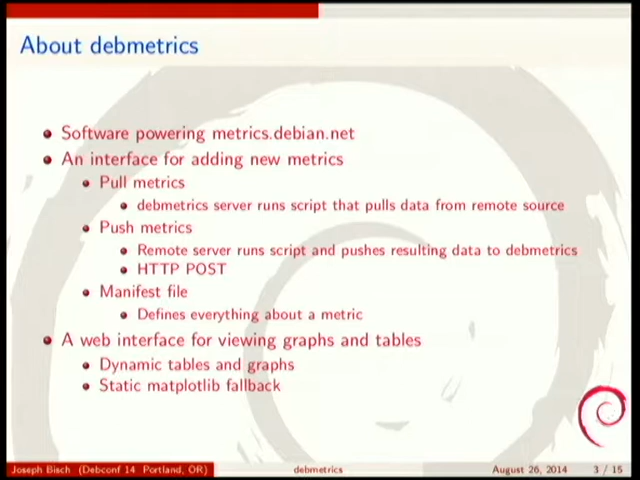 About debmetrics
Software powering metrics.debian.net
An interface for adding new metrics
Pull metrics
debmetrics server runs script that pulls data from remote source
Push metrics
Remote server runs script and pushes resulting data to debmetrics
HTTP POST
Manifest file
Defines everything about a metric
A web interface for viewing graphs and tables
Dynamic tables and graphs
Static matplotlib fallback
Joseph Bisch (Debconf 14 Portland, OR) debmetrics August 26, 2014 3 / 15